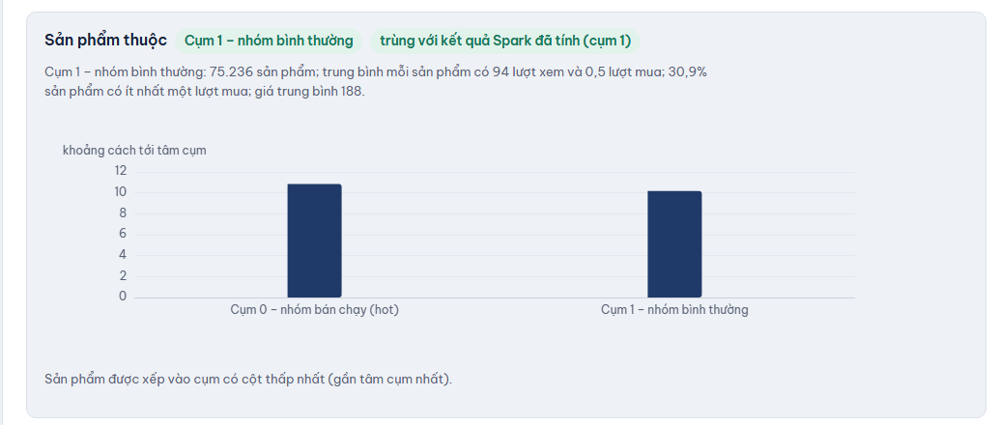 Sản phẩm thuộc Cụm 1 – nhóm bình thường trùng với kết quả Spark đã tính (cụm 1)
Cụm 1 – nhóm bình thường: 75.236 sản phẩm; trung bình mỗi sản phẩm có 94 lượt xem và 0,5 lượt mua; 30,9%
sản phẩm có ít nhất một lượt mua; giá trung bình 188.
khoảng cách tới tâm cụm
12
10
8
6
4
2
0
Cụm 0 – nhóm bán chạy (hot) Cụm 1 – nhóm bình thường
Sản phẩm được xếp vào cụm có cột thấp nhất (gần tâm cụm nhất).